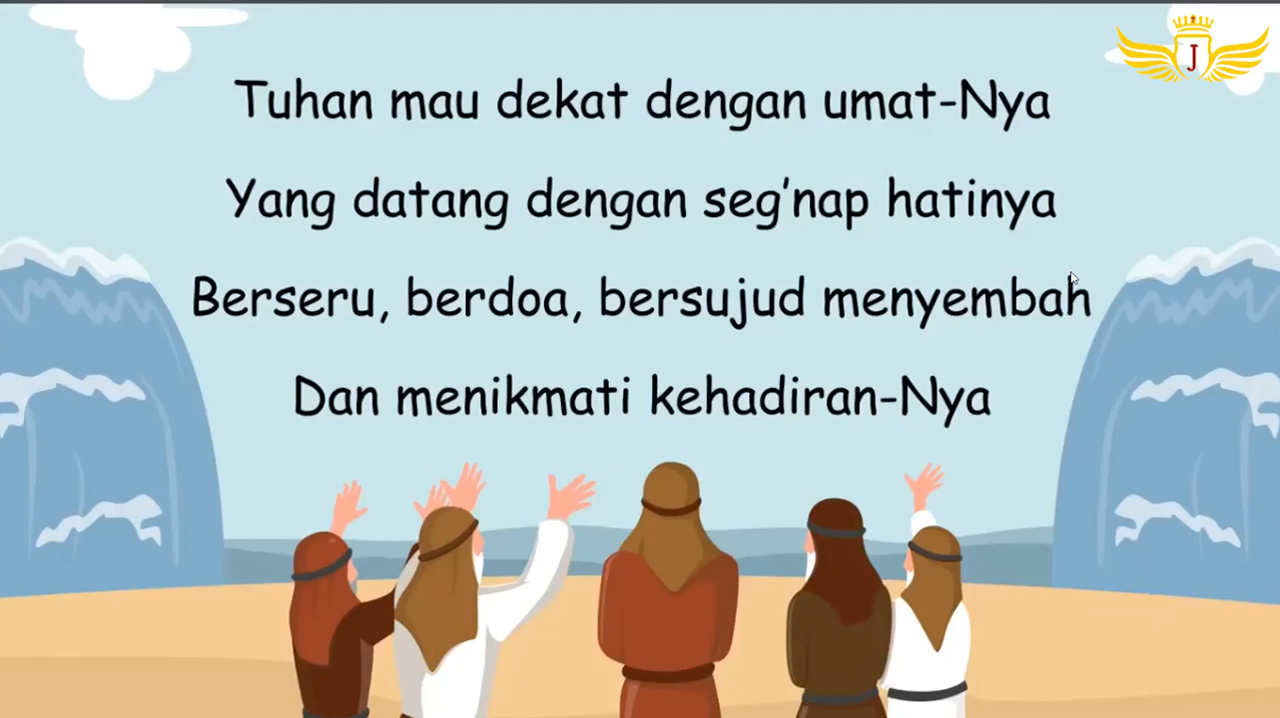 J
Tuhan mau dekat dengan umat-Nya
Yang datang dengan seg'nap hatinya
Berseru, berdoa, bersujud menyembah
Dan menikmati kehadiran-Nya